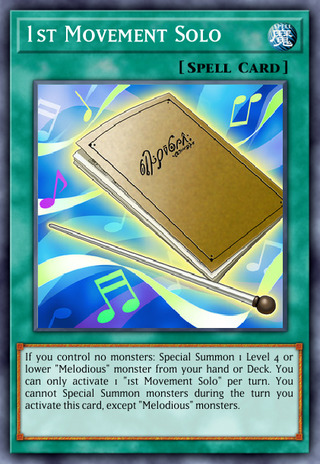 1st Movement Solo
魔
[ Spell Card ]
If you control no monsters: Special Summon 1 Level 4 or
lower "Melodious" monster from your hand or Deck. You
can only activate 1 "1st Movement Solo" per turn. You
cannot Special Summon monsters during the turn you
activate this card, except "Melodious" monsters.